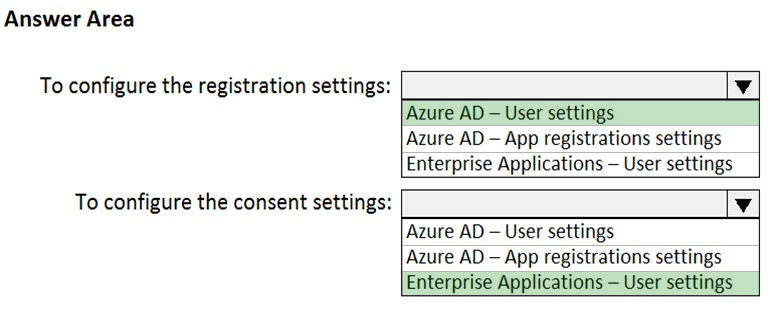 Answer Area
To configure the registration settings:
Azure AD – User settings
Azure AD – App registrations settings
Enterprise Applications – User settings
To configure the consent settings:
Azure AD – User settings
Azure AD – App registrations settings
Enterprise Applications – User settings